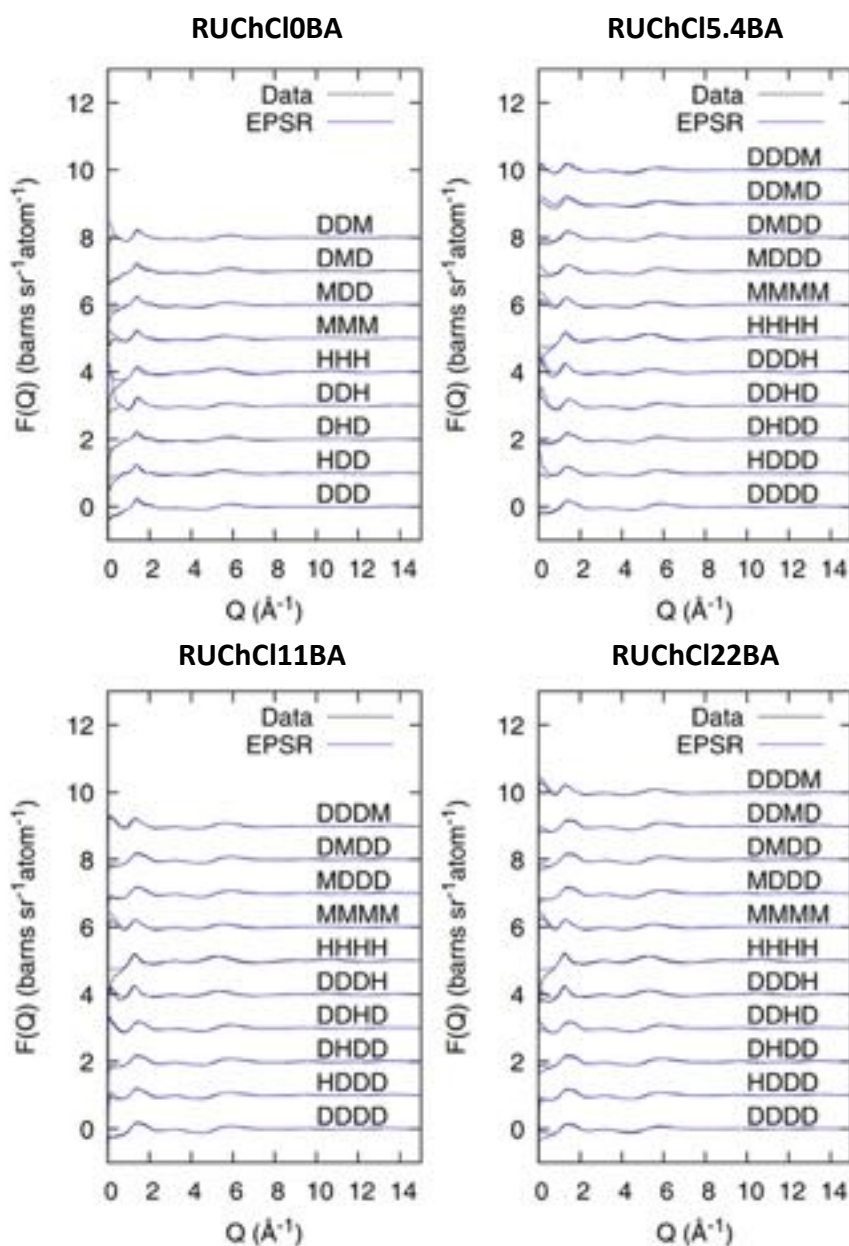 RUChCl0BA
Data
EPSR
F(Q) (barns sr⁻¹atom⁻¹)
12
10
8
6
4
2
0
DDM
DMD
MDD
MMM
HHH
DDH
DHD
HDD
DDD
0 2 4 6 8 10 12 14
Q (Å⁻¹)
RUChCl5.4BA
Data
EPSR
F(Q) (barns sr⁻¹atom⁻¹)
12
10
8
6
4
2
0
DDDM
DDMD
DMDD
MDDD
MMMM
HHHH
DDDH
DDHD
DHDD
HDDD
DDDD
0 2 4 6 8 10 12 14
Q (Å⁻¹)
RUChCl11BA
Data
EPSR
F(Q) (barns sr⁻¹atom⁻¹)
12
10
8
6
4
2
0
DDDM
DMDD
MDDD
MMMM
HHHH
DDDH
DDHD
DHDD
HDDD
DDDD
0 2 4 6 8 10 12 14
Q (Å⁻¹)
RUChCl22BA
Data
EPSR
F(Q) (barns sr⁻¹atom⁻¹)
12
10
8
6
4
2
0
DDDM
DDMD
DMDD
MDDD
MMMM
HHHH
DDDH
DDHD
DHDD
HDDD
DDDD
0 2 4 6 8 10 12 14
Q (Å⁻¹)